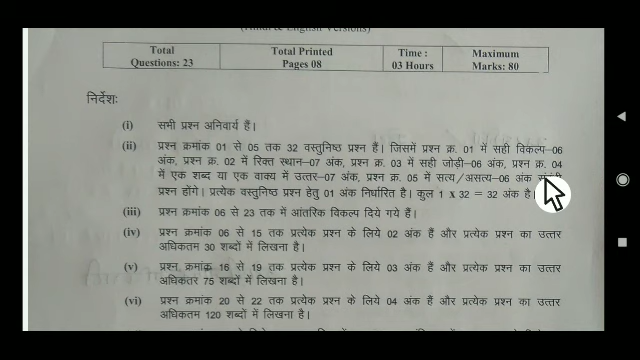 (Hindi & English Versions)
Total Questions: 23
Total Printed Pages 08
Time : 03 Hours
Maximum Marks: 80
निर्देशः
(i) सभी प्रश्न अनिवार्य हैं।
(ii) प्रश्न क्रमांक 01 से 05 तक 32 वस्तुनिष्ठ प्रश्न हैं। जिसमें प्रश्न क्र. 01 में सही विकल्प–06
अंक, प्रश्न क्र. 02 में रिक्त स्थान–07 अंक, प्रश्न क्र. 03 में सही जोड़ी–06 अंक, प्रश्न क्र. 04
में एक शब्द या एक वाक्य में उत्तर–07 अंक, प्रश्न क्र. 05 में सत्य/असत्य–06 अंक
प्रश्न होंगे। प्रत्येक वस्तुनिष्ठ प्रश्न हेतु 01 अंक निर्धारित है। कुल 1 x 32 = 32 अंक है।
(iii) प्रश्न क्रमांक 06 से 23 तक में आंतरिक विकल्प दिये गये हैं।
(iv) प्रश्न क्रमांक 06 से 15 तक प्रत्येक प्रश्न के लिये 02 अंक हैं और प्रत्येक प्रश्न का उत्तर
अधिकतम 30 शब्दों में लिखना है।
(v) प्रश्न क्रमांक 16 से 19 तक प्रत्येक प्रश्न के लिये 03 अंक हैं और प्रत्येक प्रश्न का उत्तर
अधिकतर 75 शब्दों में लिखना है।
(vi) प्रश्न क्रमांक 20 से 22 तक प्रत्येक प्रश्न के लिये 04 अंक हैं और प्रत्येक प्रश्न का उत्तर
अधिकतम 120 शब्दों में लिखना है।